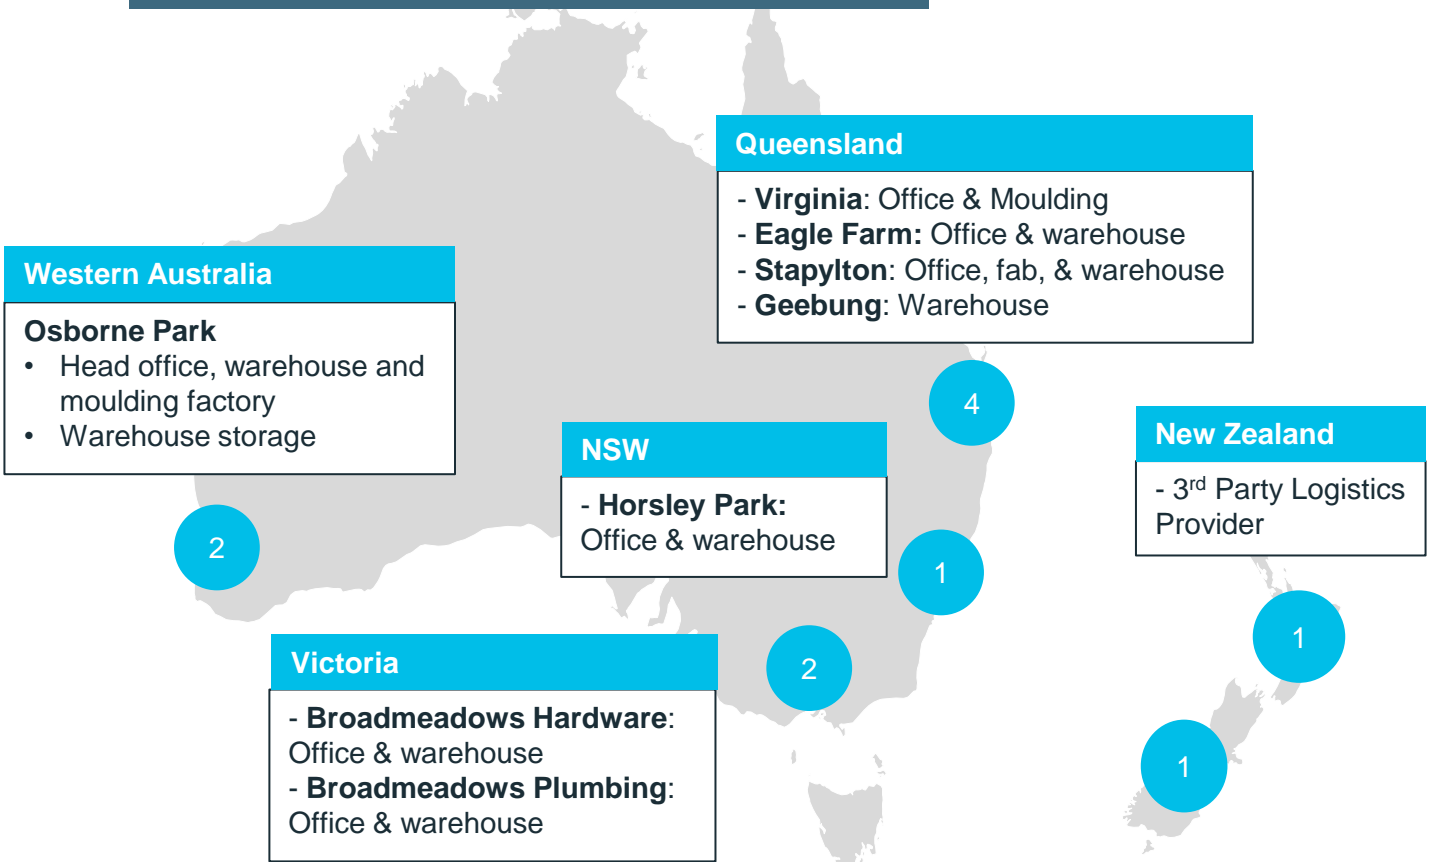 Queensland
- Virginia: Office & Moulding
- Eagle Farm: Office & warehouse
- Stapylton: Office, fab, & warehouse
- Geebung: Warehouse
Western Australia
Osborne Park
• Head office, warehouse and
moulding factory
• Warehouse storage
4
New Zealand
- 3rd Party Logistics
Provider
NSW
- Horsley Park:
Office & warehouse
2
1
1
Victoria
- Broadmeadows Hardware:
Office & warehouse
- Broadmeadows Plumbing:
Office & warehouse
2
1